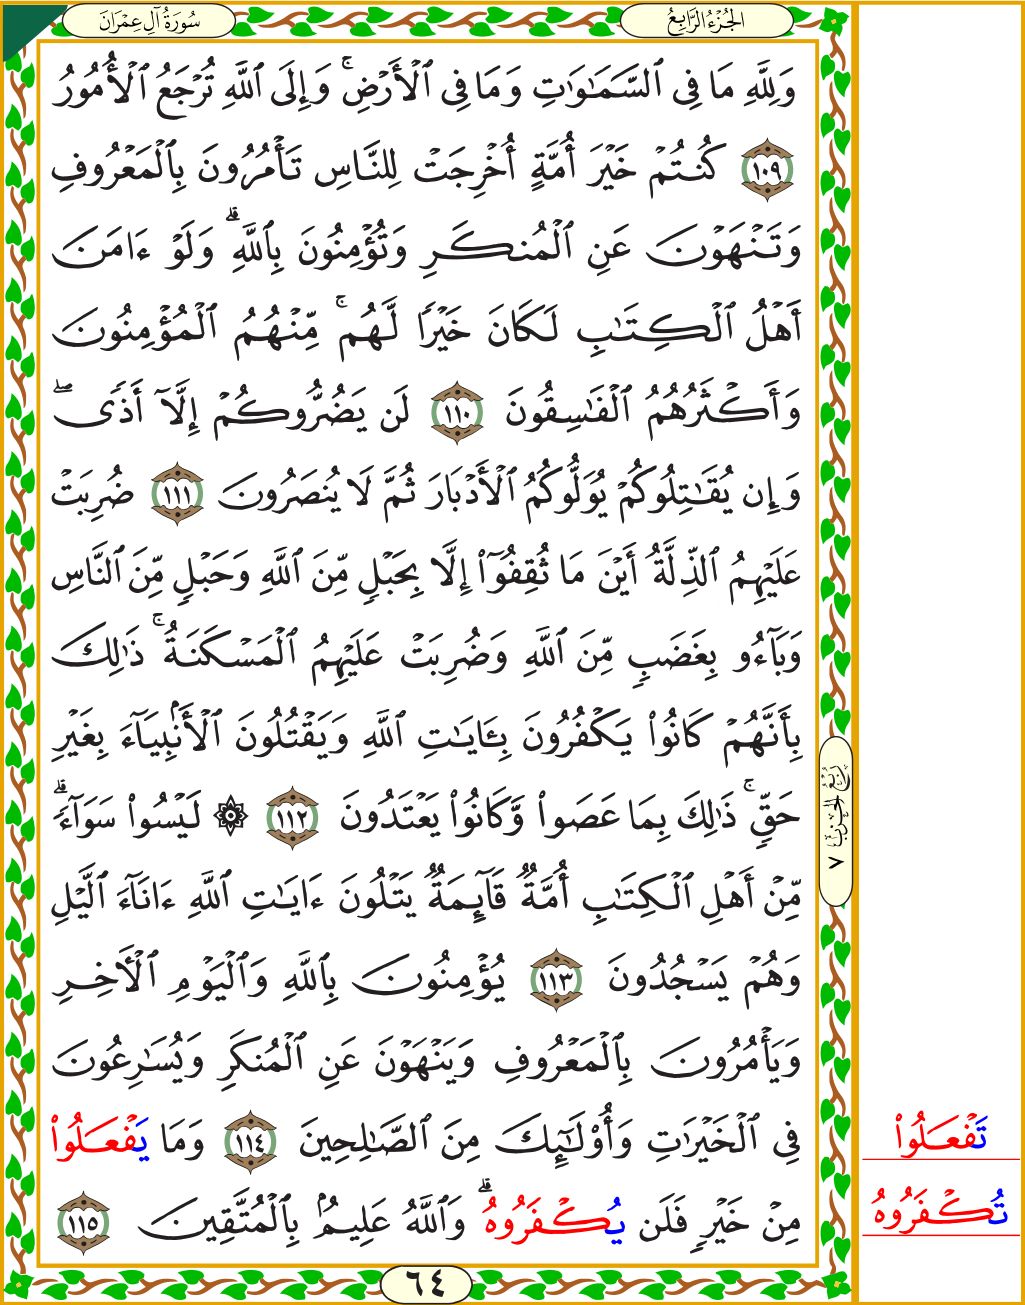 سُورَةُ آلِ عِمْرَانَ
الجُزْءُ الرَّابِعُ
وَلِلَّهِ مَا فِي ٱلسَّمَٰوَٰتِ وَمَا فِي ٱلْأَرْضِۚ وَإِلَى ٱللَّهِ تُرْجَعُ ٱلْأُمُورُ
١٠٩ كُنتُمْ خَيْرَ أُمَّةٍ أُخْرِجَتْ لِلنَّاسِ تَأْمُرُونَ بِٱلْمَعْرُوفِ
وَتَنْهَوْنَ عَنِ ٱلْمُنكَرِ وَتُؤْمِنُونَ بِٱللَّهِۗ وَلَوْ ءَامَنَ
أَهْلُ ٱلْكِتَٰبِ لَكَانَ خَيْرًا لَّهُمۚ مِّنْهُمُ ٱلْمُؤْمِنُونَ
وَأَكْثَرُهُمُ ٱلْفَٰسِقُونَ ١١٠ لَن يَضُرُّوكُمْ إِلَّآ أَذًىۖ
وَإِن يُقَٰتِلُوكُمْ يُوَلُّوكُمُ ٱلْأَدْبَارَ ثُمَّ لَا يُنصَرُونَ ١١١ ضُرِبَتْ
عَلَيْهِمُ ٱلذِّلَّةُ أَيْنَ مَا ثُقِفُوٓا۟ إِلَّا بِحَبْلٍ مِّنَ ٱللَّهِ وَحَبْلٍ مِّنَ ٱلنَّاسِ
وَبَآءُو بِغَضَبٍ مِّنَ ٱللَّهِ وَضُرِبَتْ عَلَيْهِمُ ٱلْمَسْكَنَةُۚ ذَٰلِكَ
بِأَنَّهُمْ كَانُوا۟ يَكْفُرُونَ بِـَٔايَٰتِ ٱللَّهِ وَيَقْتُلُونَ ٱلْأَنۢبِيَآءَ بِغَيْرِ
حَقٍّۚ ذَٰلِكَ بِمَا عَصَوا۟ وَّكَانُوا۟ يَعْتَدُونَ ١١٢ ۞ لَيْسُوا۟ سَوَآءًۗ
مِّنْ أَهْلِ ٱلْكِتَٰبِ أُمَّةٌ قَآئِمَةٌ يَتْلُونَ ءَايَٰتِ ٱللَّهِ ءَانَآءَ ٱلَّيْلِ
وَهُمْ يَسْجُدُونَ ١١٣ يُؤْمِنُونَ بِٱللَّهِ وَٱلْيَوْمِ ٱلْـَٔاخِرِ
وَيَأْمُرُونَ بِٱلْمَعْرُوفِ وَيَنْهَوْنَ عَنِ ٱلْمُنكَرِ وَيُسَٰرِعُونَ
فِي ٱلْخَيْرَٰتِ وَأُو۟لَٰٓئِكَ مِنَ ٱلصَّٰلِحِينَ ١١٤ وَمَا يَفْعَلُوا۟
مِنْ خَيْرٍ فَلَن يُكْفَرُوهُۗ وَٱللَّهُ عَلِيمٌۢ بِٱلْمُتَّقِينَ ١١٥
رُبْعُ الحِزْبِ ٧
تَفْعَلُوا۟
تُكْفَرُوهُ
٦٤